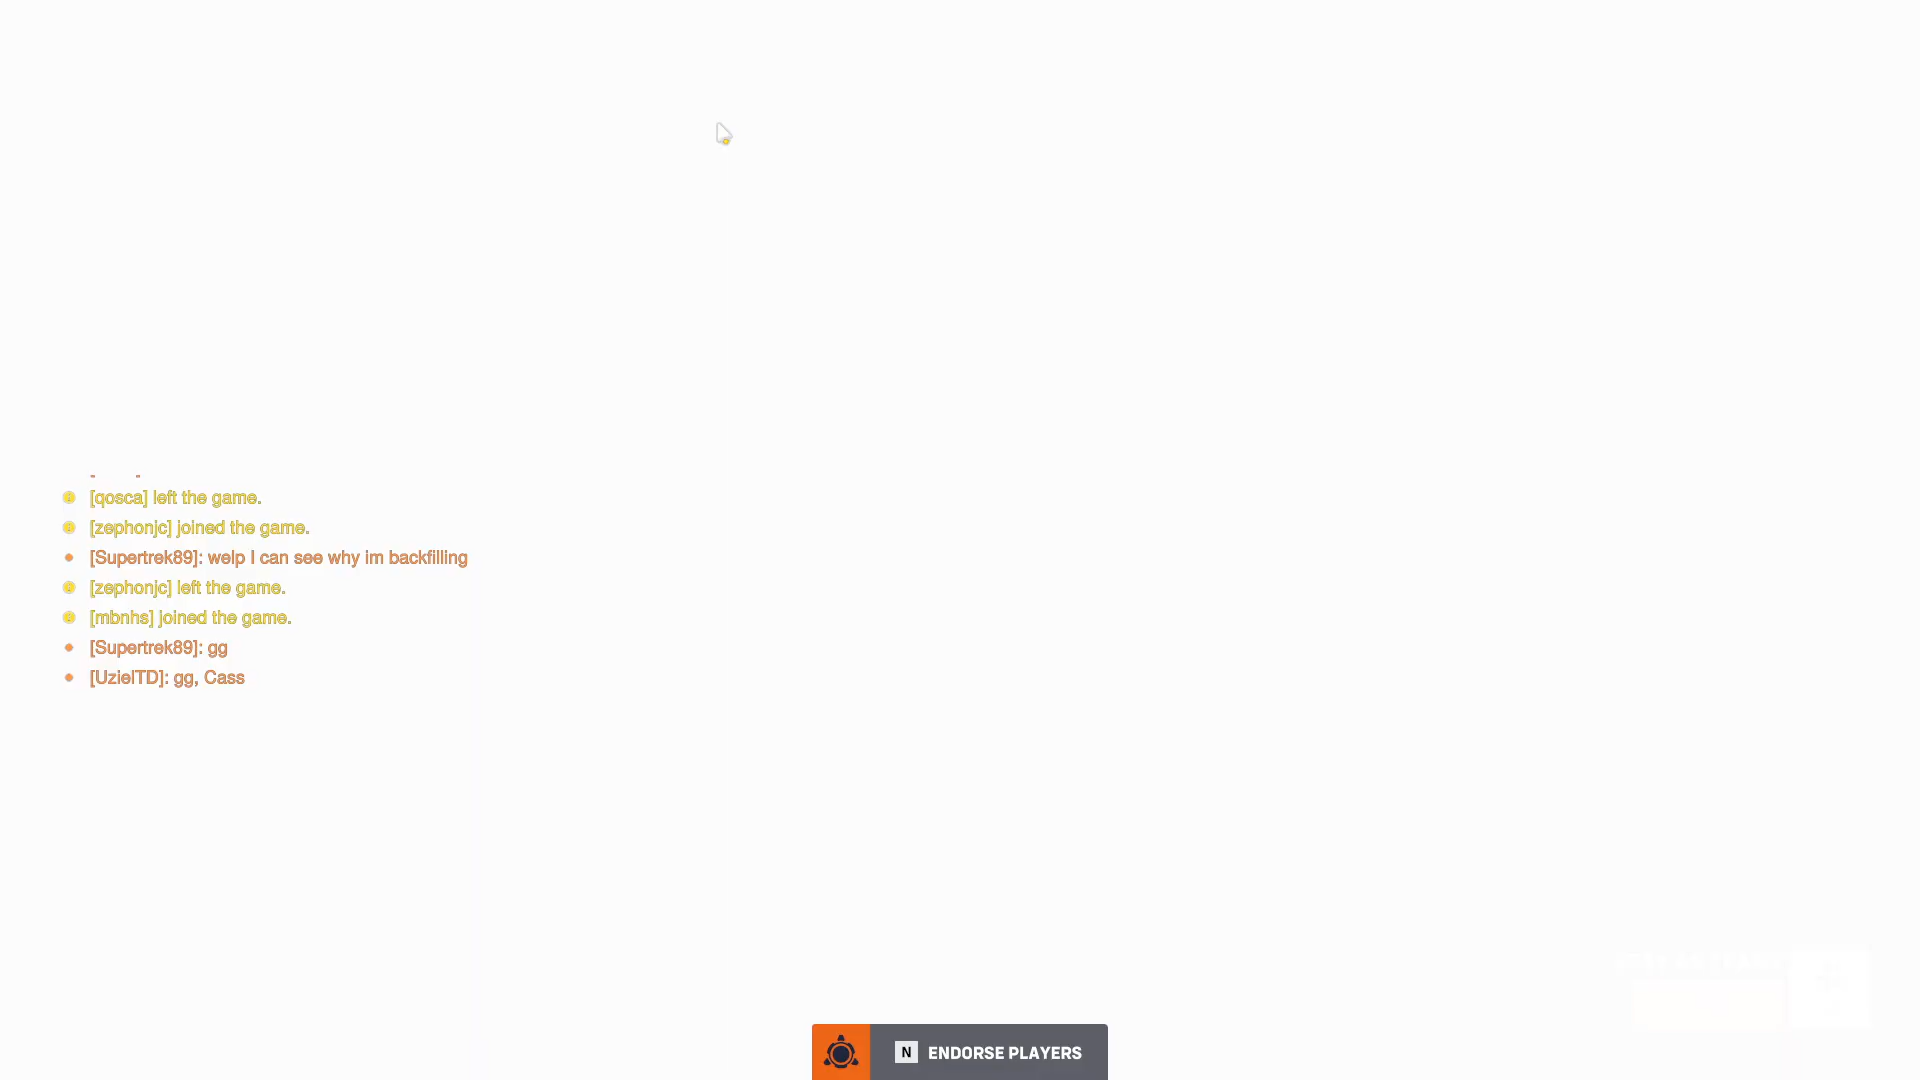 [qosca] left the game.
[zephonjc] joined the game.
[Supertrek89]: welp I can see why im backfilling
[zephonjc] left the game.
[mbnhs] joined the game.
[Supertrek89]: gg
[UzielTD]: gg, Cass
N ENDORSE PLAYERS